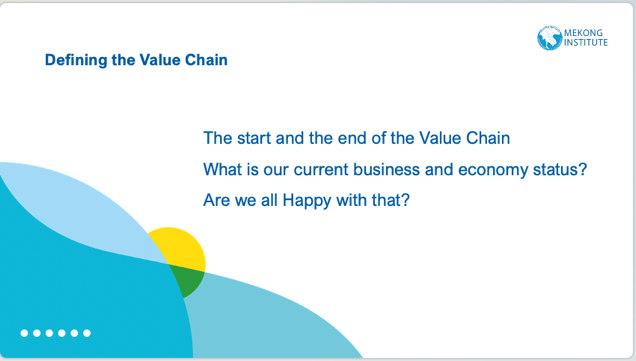 MEKONG
INSTITUTE
Defining the Value Chain
The start and the end of the Value Chain
What is our current business and economy status?
Are we all Happy with that?